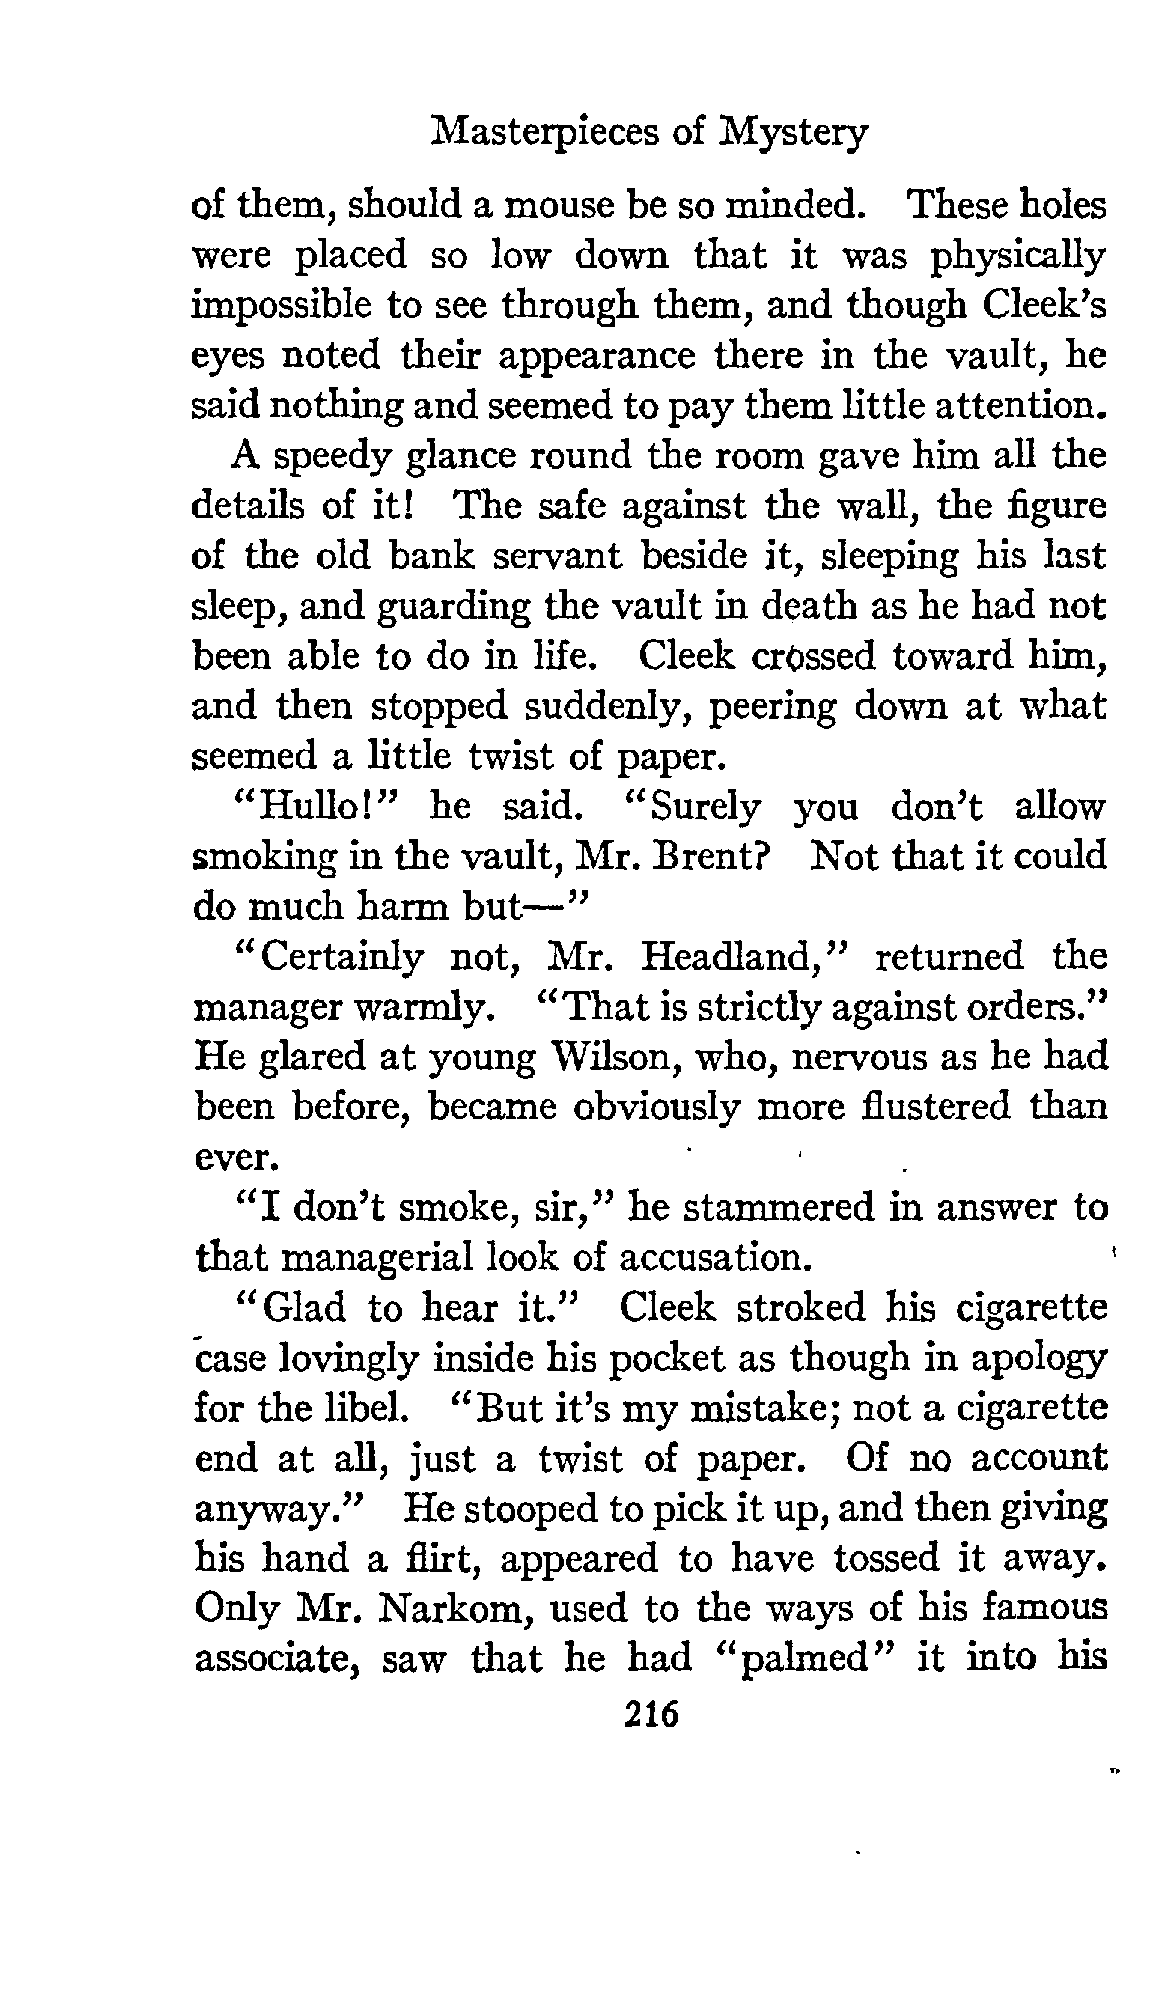 Masterpieces of Mystery
of them, should a mouse be so minded. These holes
were placed so low down that it was physically
impossible to see through them, and though Cleek's
eyes noted their appearance there in the vault, he
said nothing and seemed to pay them little attention.
A speedy glance round the room gave him all the
details of it! The safe against the wall, the figure
of the old bank servant beside it, sleeping his last
sleep, and guarding the vault in death as he had not
been able to do in life. Cleek crossed toward him,
and then stopped suddenly, peering down at what
seemed a little twist of paper.
"Hullo!" he said. "Surely you don't allow
smoking in the vault, Mr. Brent? Not that it could
do much harm but—"
"Certainly not, Mr. Headland," returned the
manager warmly. "That is strictly against orders."
He glared at young Wilson, who, nervous as he had
been before, became obviously more flustered than
ever.
"I don't smoke, sir," he stammered in answer to
that managerial look of accusation.
"Glad to hear it." Cleek stroked his cigarette
case lovingly inside his pocket as though in apology
for the libel. "But it's my mistake; not a cigarette
end at all, just a twist of paper. Of no account
anyway." He stooped to pick it up, and then giving
his hand a flirt, appeared to have tossed it away.
Only Mr. Narkom, used to the ways of his famous
associate, saw that he had "palmed" it into his
216